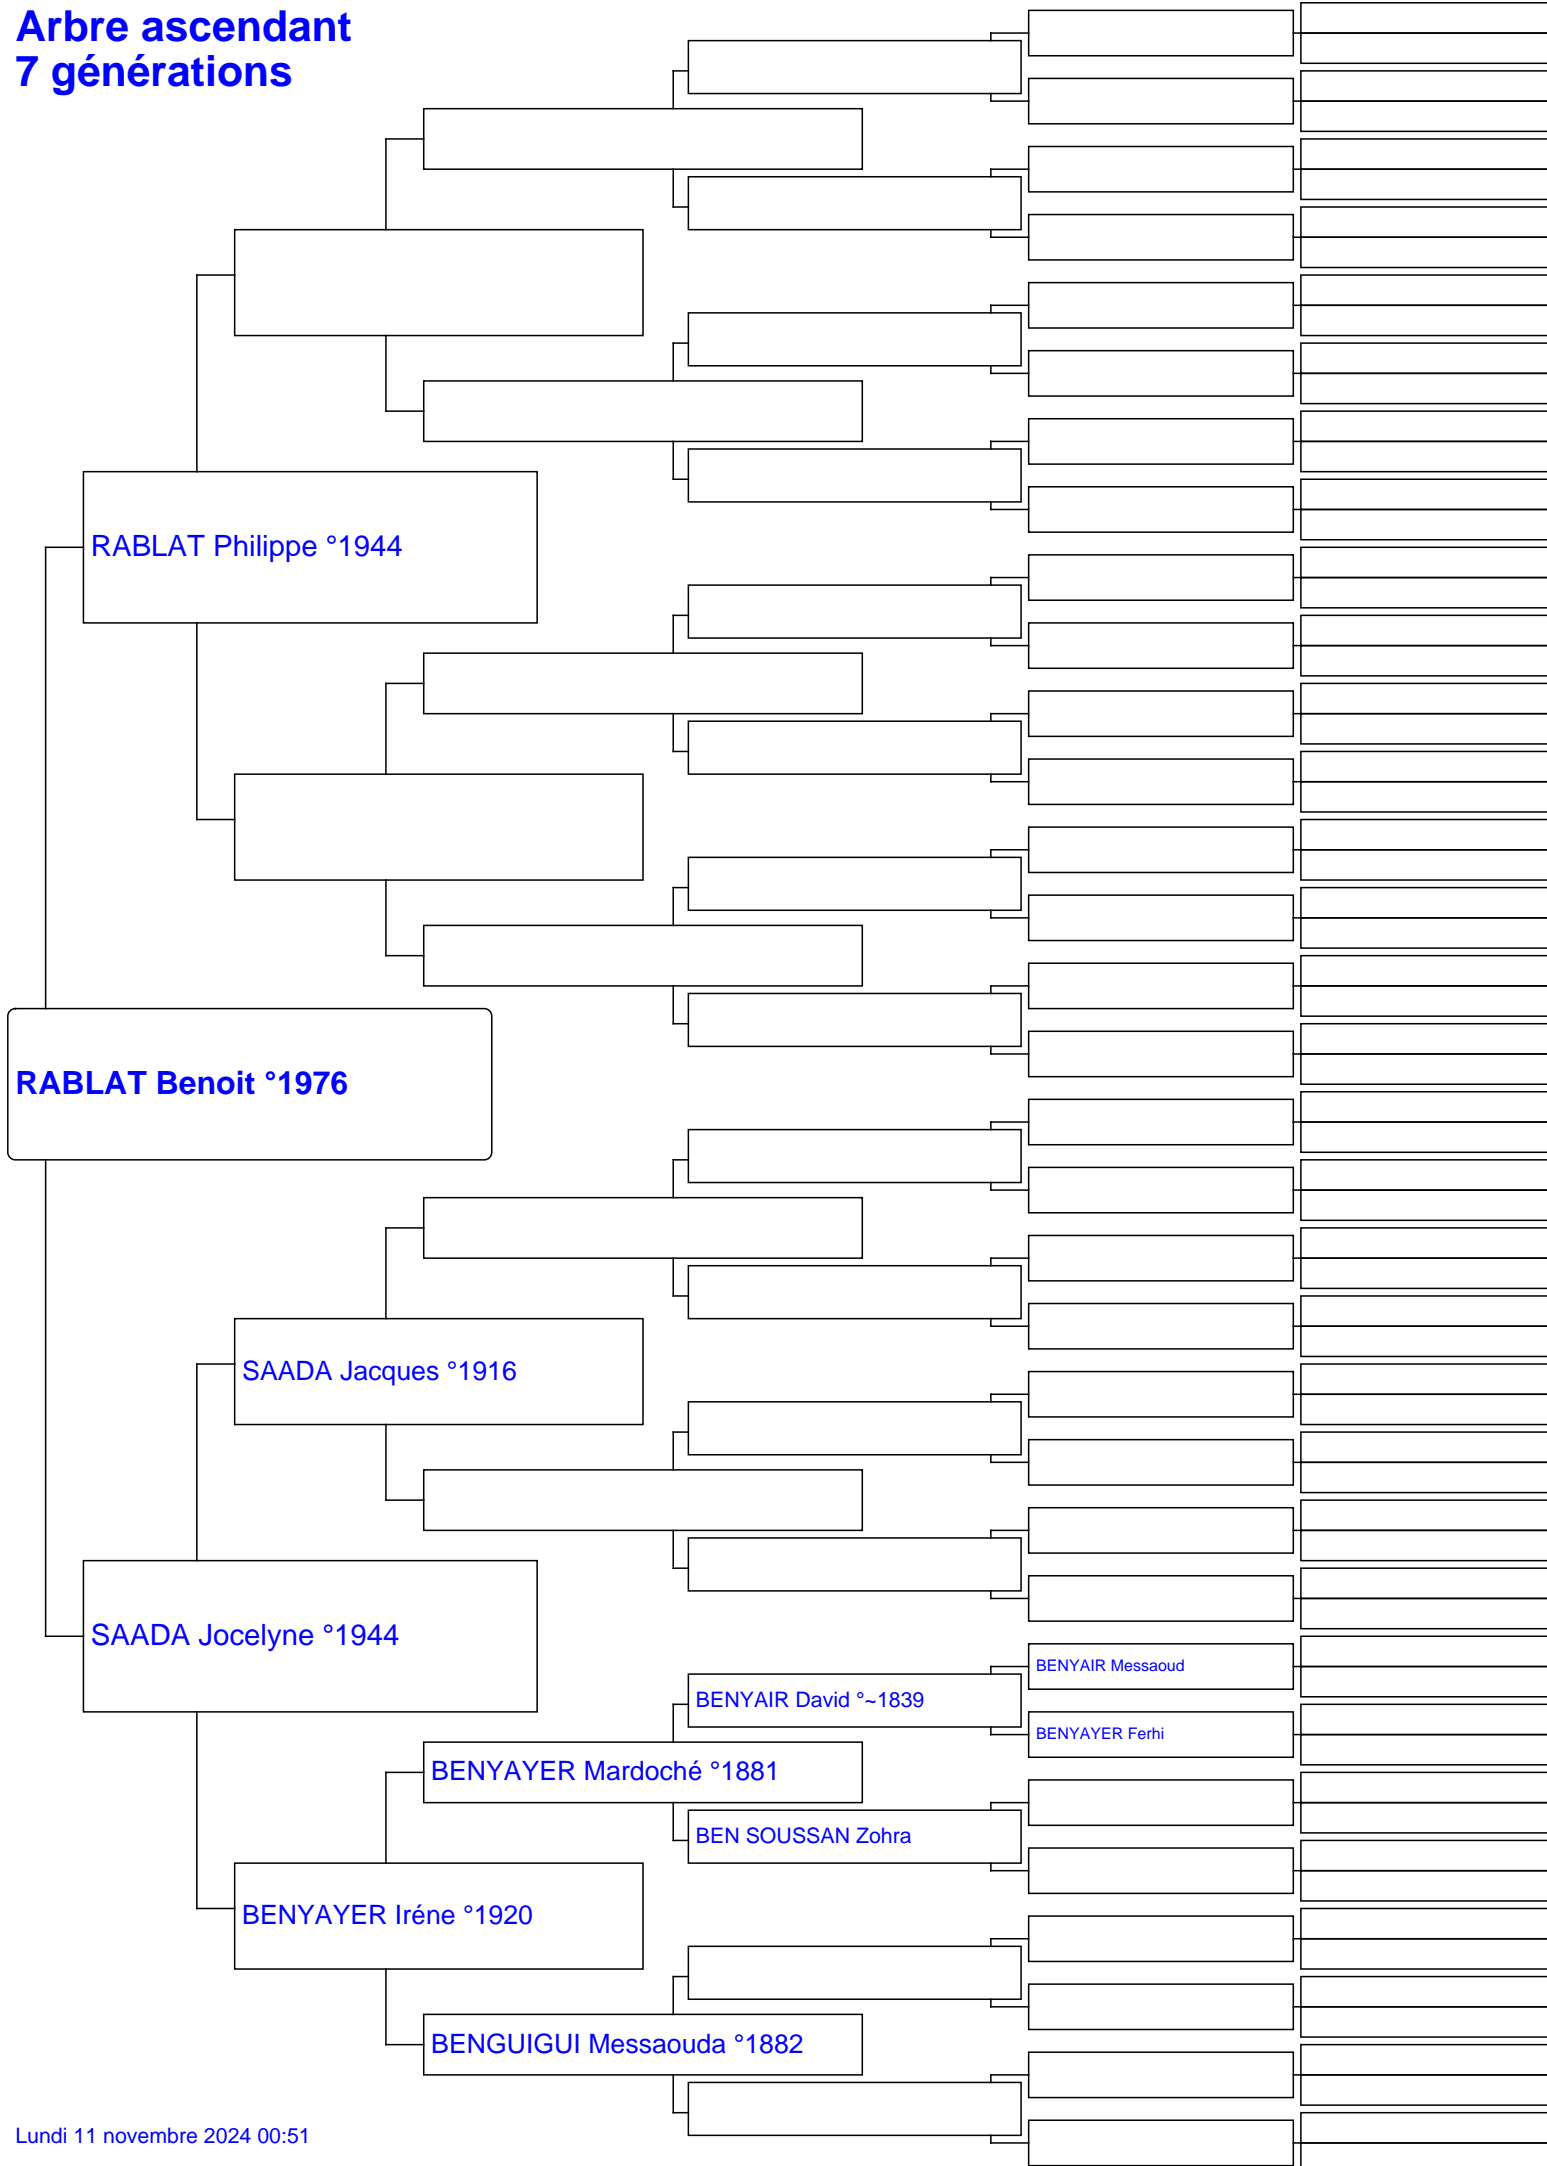 Arbre ascendant
7 générations
RABLAT Philippe °1944
RABLAT Benoit °1976
SAADA Jacques °1916
SAADA Jocelyne °1944
BENYAIR Messaoud
BENYAIR David °~1839
BENYAYER Ferhi
BENYAYER Mardoché °1881
BEN SOUSSAN Zohra
BENYAYER Iréne °1920
BENGUIGUI Messaouda °1882
Lundi 11 novembre 2024 00:51